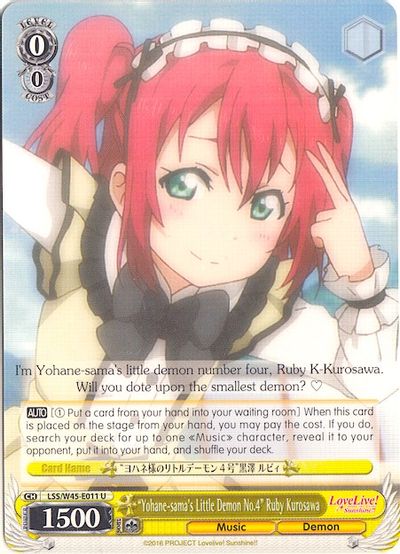 LEVEL
0
0
COST
I'm Yohane-sama's little demon number four, Ruby K-Kurosawa.
Will you dote upon the smallest demon? ♡
AUTO [① Put a card from your hand into your waiting room] When this card
is placed on the stage from your hand, you may pay the cost. If you do,
search your deck for up to one «Music» character, reveal it to your
opponent, put it into your hand, and shuffle your deck.
Card Name "ヨハネ様のリトルデーモン4号"黒澤 ルビィ
CH LSS/W45-E011 U
POWER 1500 SOUL "Yohane-sama's Little Demon No.4" Ruby Kurosawa
LoveLive! Sunshine!!
Music Demon
©2016 PROJECT Lovelive! Sunshine!!